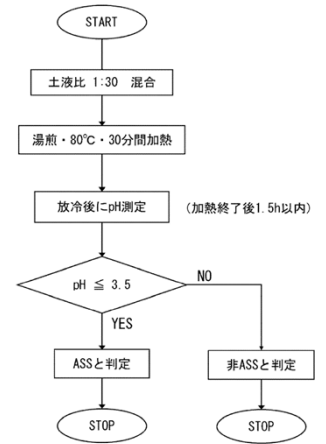 START
土液比 1:30 混合
湯煎・80℃・30分間加熱
放冷後にpH測定 (加熱終了後1.5h以内)
pH ≦ 3.5
NO
YES
ASSと判定 非ASSと判定
STOP STOP